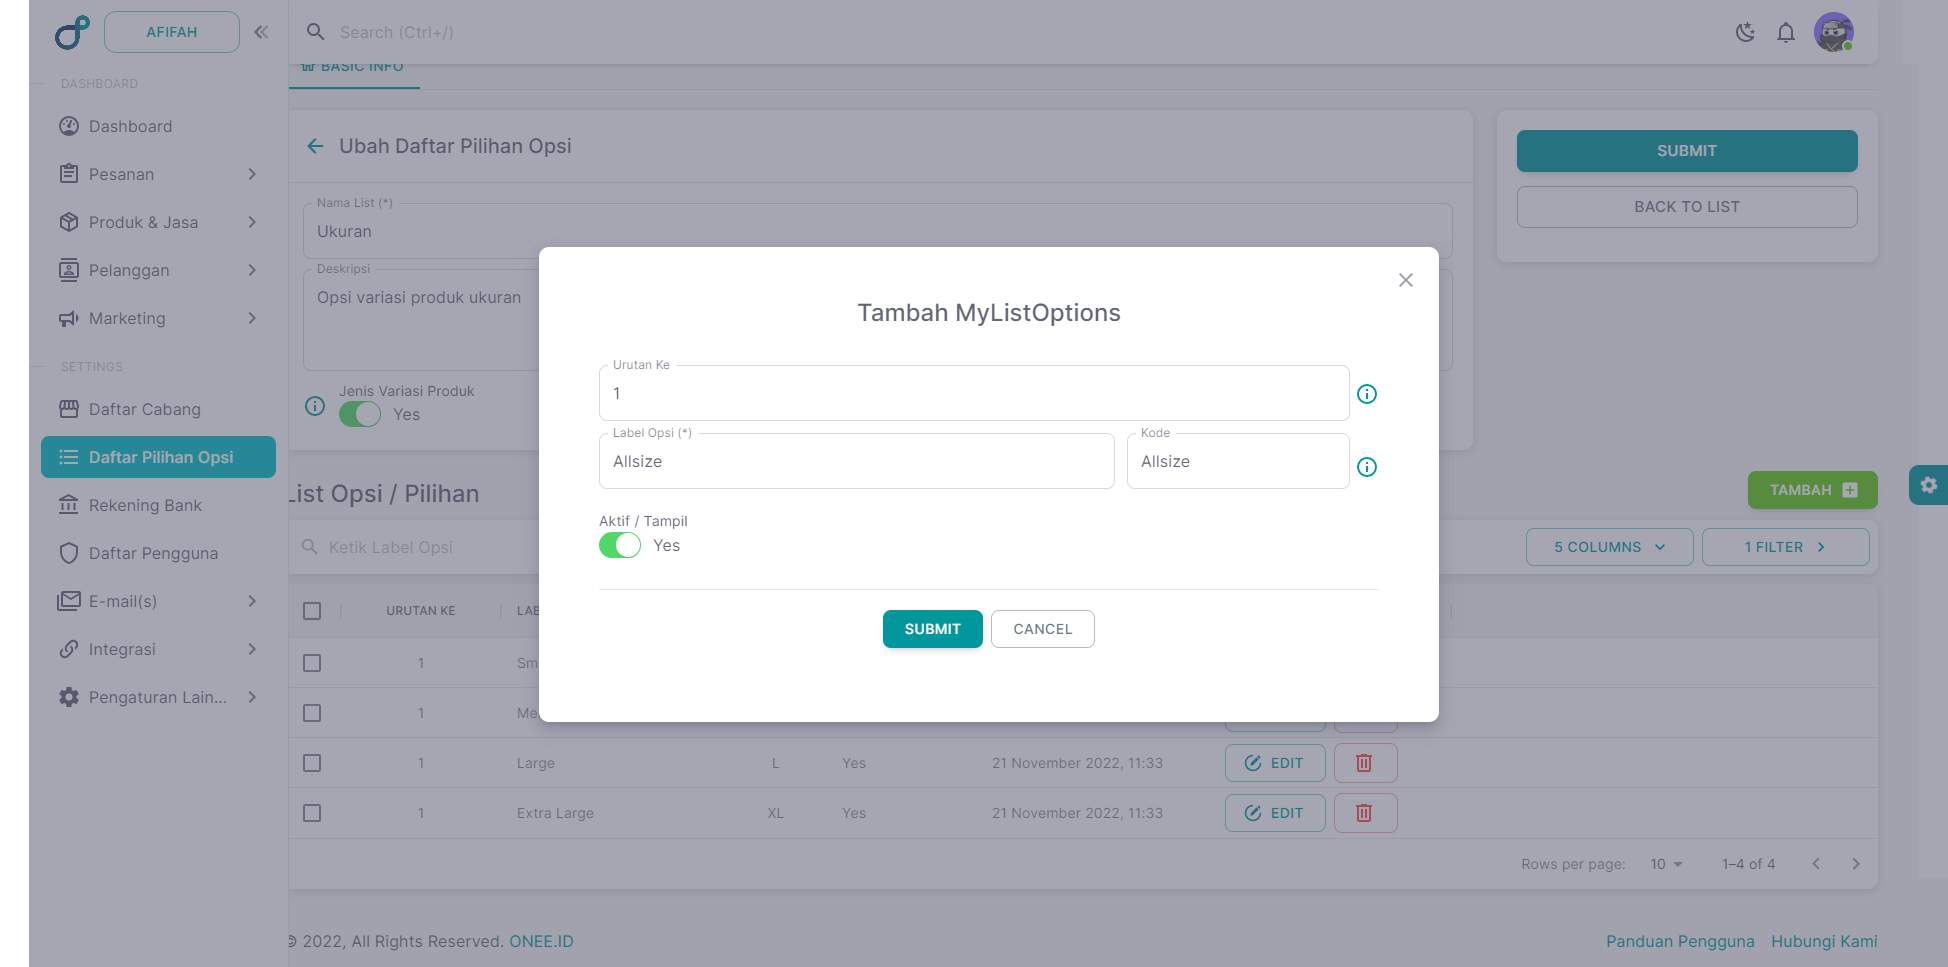 AFIFAH
Search (Ctrl+/)
BASIC INFO
DASHBOARD
Dashboard
Pesanan
Produk & Jasa
Pelanggan
Marketing
SETTINGS
Daftar Cabang
Daftar Pilihan Opsi
Rekening Bank
Daftar Pengguna
E-mail(s)
Integrasi
Pengaturan Lain...
Ubah Daftar Pilihan Opsi
Nama List (*)
Ukuran
Deskripsi
Opsi variasi produk ukuran
Jenis Variasi Produk
Yes
SUBMIT
BACK TO LIST
Tambah MyListOptions
Urutan Ke
1
Label Opsi (*)
Allsize
Kode
Allsize
Aktif / Tampil
Yes
SUBMIT
CANCEL
List Opsi / Pilihan
TAMBAH
Ketik Label Opsi
5 COLUMNS
1 FILTER
URUTAN KE LAB
1 Sm
1 Me
1 Large L Yes 21 November 2022, 11:33 EDIT
1 Extra Large XL Yes 21 November 2022, 11:33 EDIT
Rows per page: 10 1–4 of 4
© 2022, All Rights Reserved. ONEE.ID
Panduan Pengguna Hubungi Kami